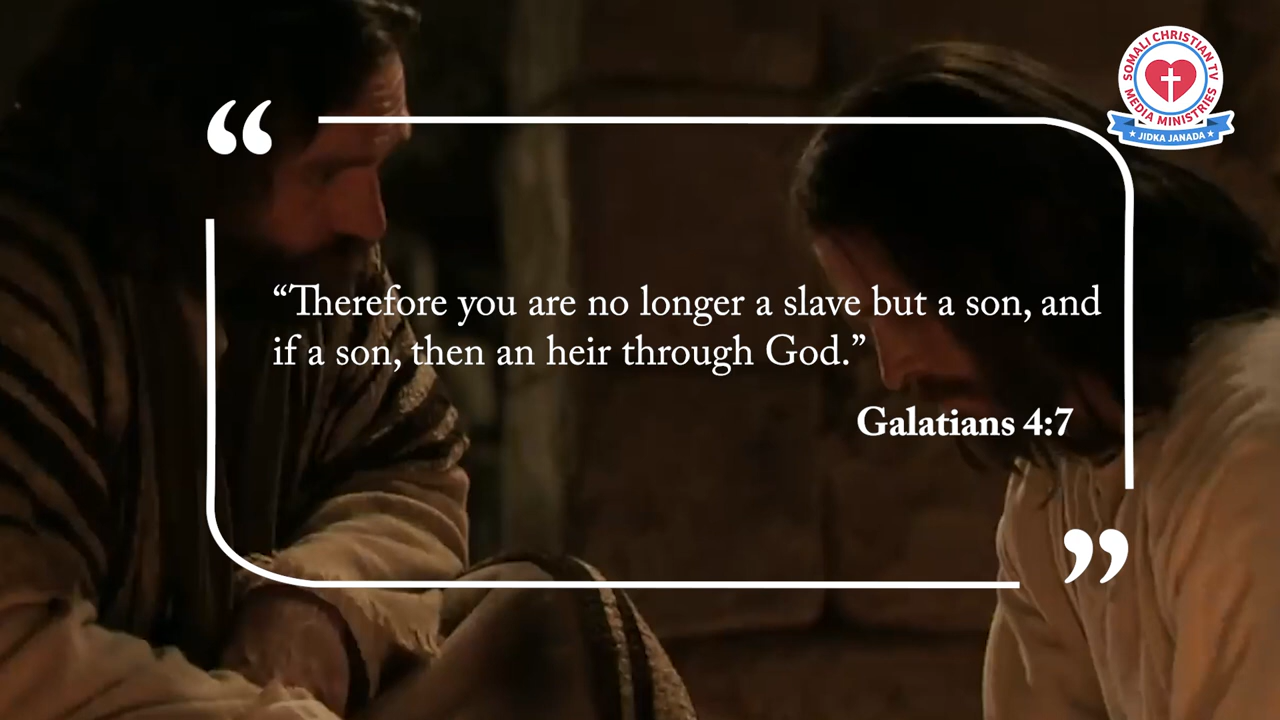 SOMALI CHRISTIAN TV
MEDIA MINISTRIES
★ JIDKA JANADA ★
“
“Therefore you are no longer a slave but a son, and
if a son, then an heir through God.”
Galatians 4:7
”